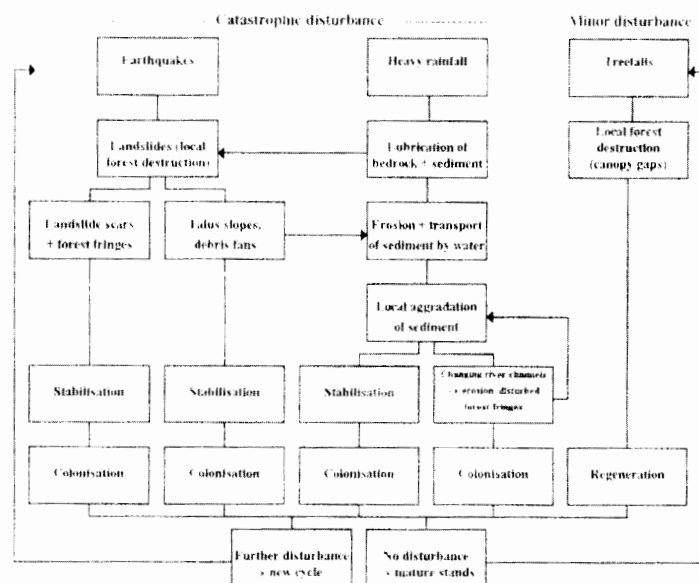 Catastrophic disturbance
Minor disturbance
Earthquakes
Heavy rainfall
Treefalls
Landslides (local
forest destruction)
Lubrication of
bedrock + sediment
Local forest
destruction
(canopy gaps)
Landslide scars
+ forest fringes
Talus slopes,
debris fans
Erosion + transport
of sediment by water
Local aggradation
of sediment
Stabilisation
Stabilisation
Stabilisation
Changing river channels
→ erosion disturbed
forest fringes
Colonisation
Colonisation
Colonisation
Colonisation
Regeneration
Further disturbance
→ new cycle
No disturbance
→ mature stands